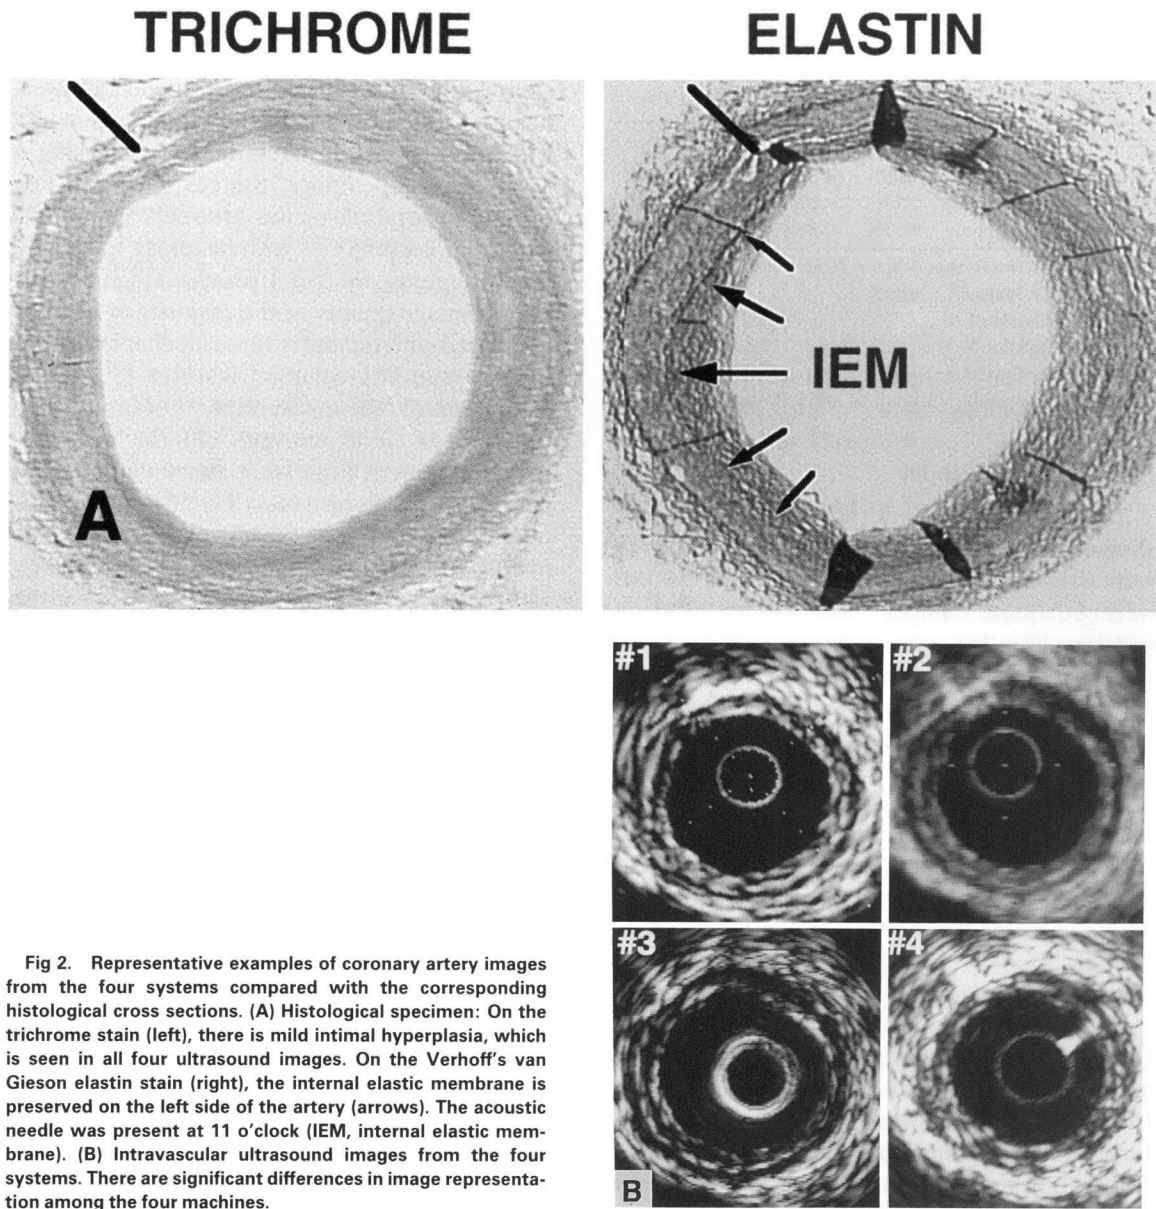 TRICHROME
ELASTIN
A
IEM
#1
#2
#3
#4
B
Fig 2. Representative examples of coronary artery images
from the four systems compared with the corresponding
histological cross sections. (A) Histological specimen: On the
trichrome stain (left), there is mild intimal hyperplasia, which
is seen in all four ultrasound images. On the Verhoff's van
Gieson elastin stain (right), the internal elastic membrane is
preserved on the left side of the artery (arrows). The acoustic
needle was present at 11 o'clock (IEM, internal elastic mem-
brane). (B) Intravascular ultrasound images from the four
systems. There are significant differences in image representa-
tion among the four machines.